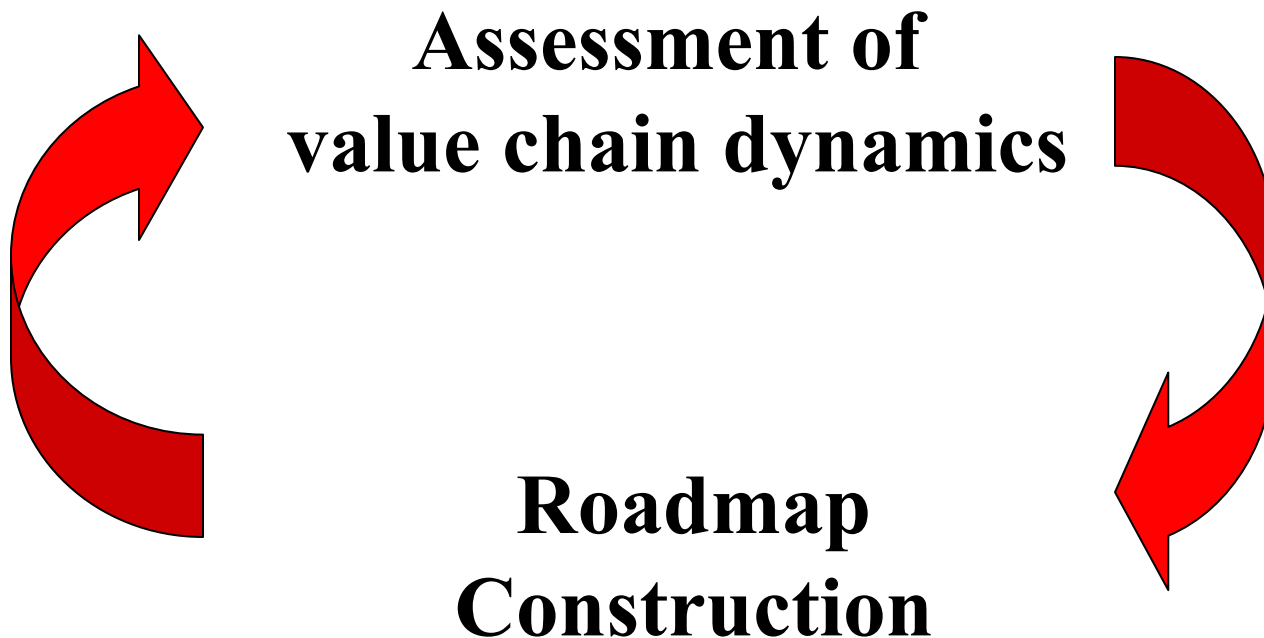 Assessment of
value chain dynamics
Roadmap
Construction